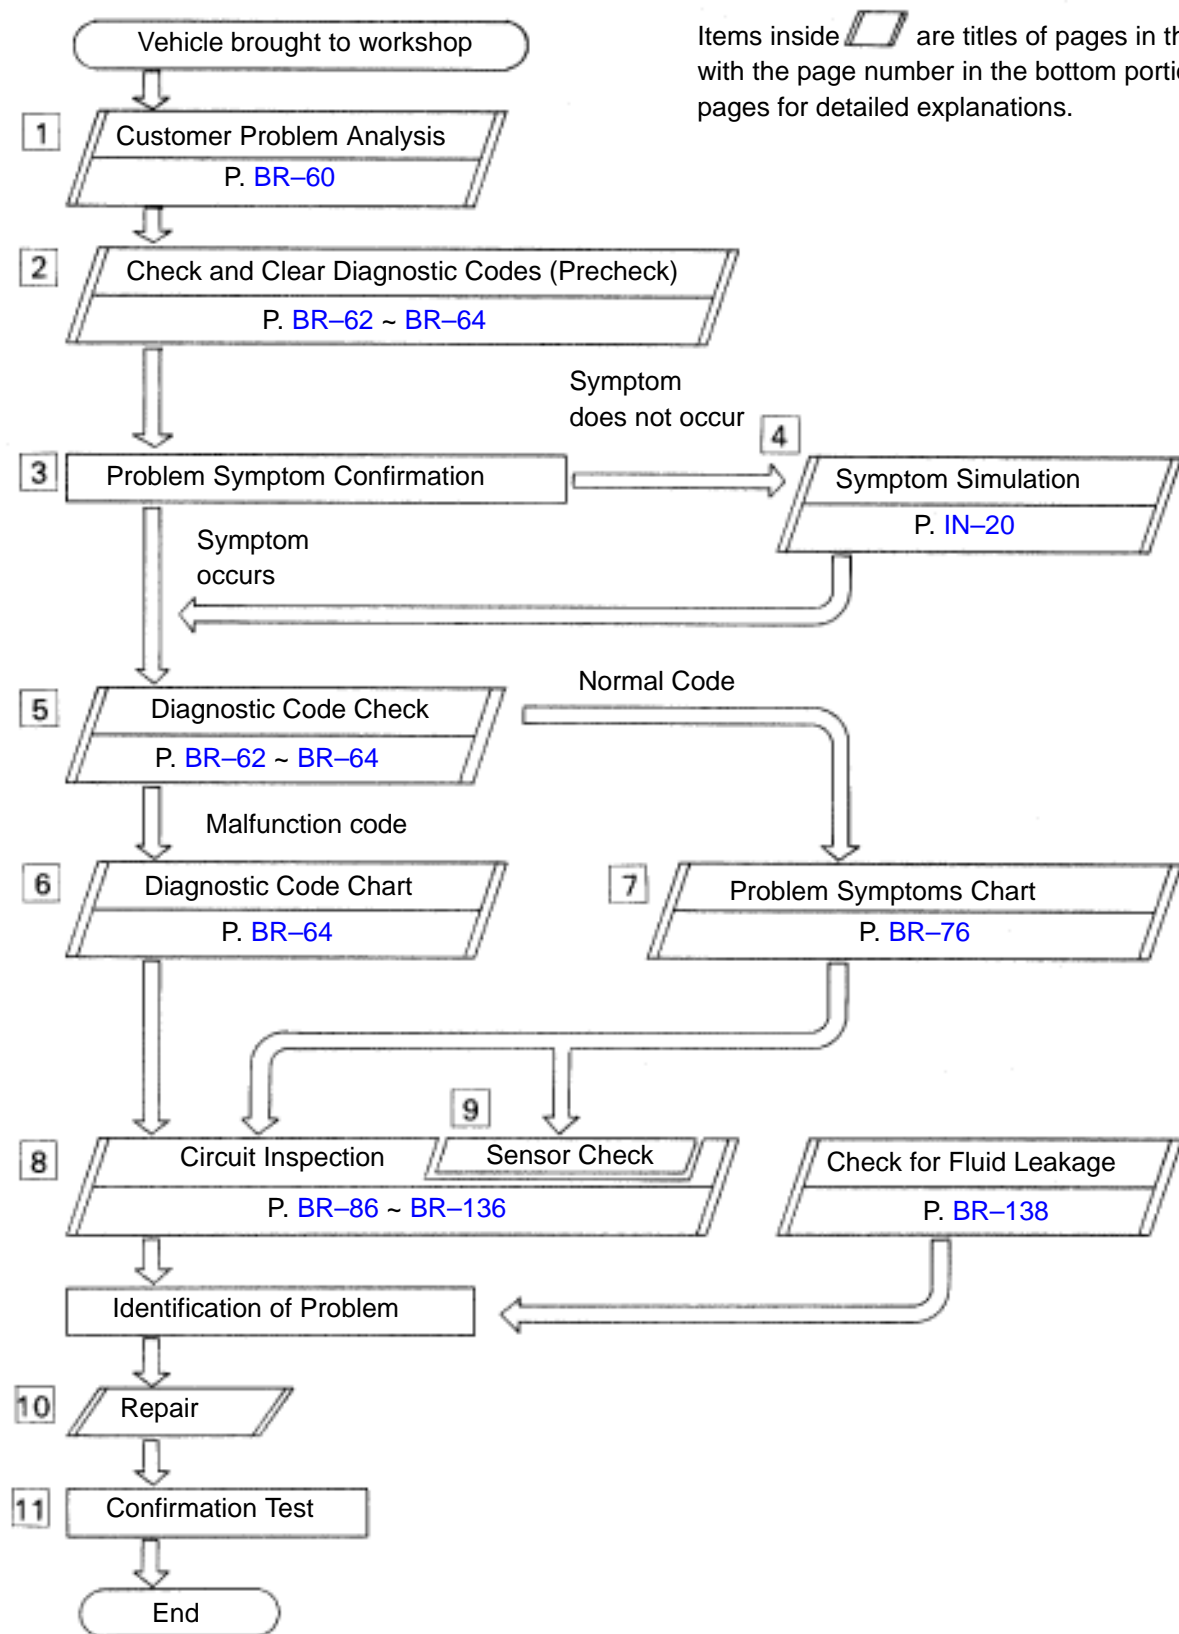 Vehicle brought to workshop
Items inside are titles of pages in th
with the page number in the bottom porti
pages for detailed explanations.
1
Customer Problem Analysis
P. BR–60
2
Check and Clear Diagnostic Codes (Precheck)
P. BR–62 ~ BR–64
Symptom
does not occur
4
3
Problem Symptom Confirmation
Symptom Simulation
P. IN–20
Symptom
occurs
Normal Code
5
Diagnostic Code Check
P. BR–62 ~ BR–64
Malfunction code
6
Diagnostic Code Chart
P. BR–64
7
Problem Symptoms Chart
P. BR–76
9
8
Circuit Inspection
Sensor Check
P. BR–86 ~ BR–136
Check for Fluid Leakage
P. BR–138
Identification of Problem
10
Repair
11
Confirmation Test
End